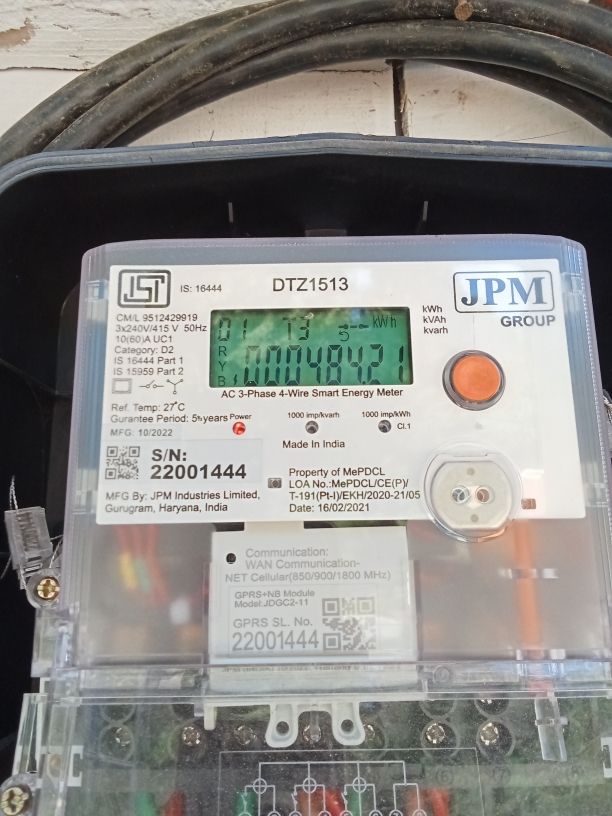 IS: 16444
DTZ1513
JPM
GROUP
CM/L 9512429919
3x240V/415 V 50Hz
10(60)A UC1
Category: D2
IS 16444 Part 1
IS 15959 Part 2
kWh
kVAh
kvarh
01 T3 kWh
R
Y
B
00048421
AC 3-Phase 4-Wire Smart Energy Meter
Ref. Temp: 27°C
Gurantee Period: 5½years
MFG: 10/2022
Power
1000 imp/kvarh
1000 imp/kWh
Cl.1
Made In India
S/N:
22001444
MFG By: JPM Industries Limited,
Gurugram, Haryana, India
Property of MePDCL
LOA No.:MePDCL/CE(P)/
T-191(Pt-I)/EKH/2020-21/05
Date: 16/02/2021
Communication:
WAN Communication-
NET Cellular(850/900/1800 MHz)
GPRS+NB Module
Model:JDGC2-11
GPRS SL. No.
22001444